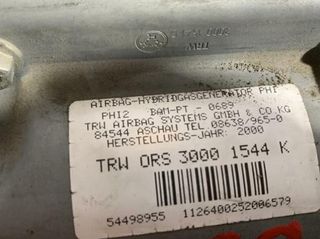 TRW
AIRBAG-HYBRIDGASGENERATOR PHI
PHI2 BAM-PT - 0689
TRW AIRBAG SYSTEMS GMBH & CO KG
84544 ASCHAU TEL 08638/965-0
HERSTELLUNGS-JAHR: 2000
TRW ORS 3000 1544 K
54498955 1126400252006579